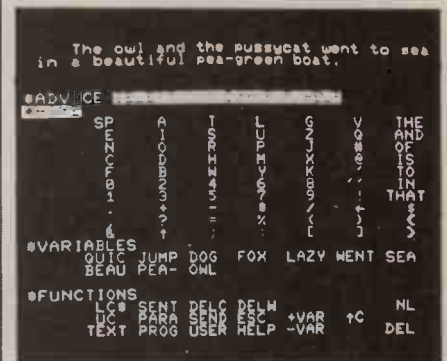 The owl and the pussycat went to sea
in a beautiful pea-green boat.
*ADVICE
SP A T L G V THE
E I S U Z Q AND
N O R P J # OF
C D H M X @ IS
F B W Y K TO
0 2 4 6 8 ' " IN
1 3 5 7 9 ! THAT
- + = * / ← $
. ? % ( ) <
& ↑ ; : [ ] >
*VARIABLES
QUIC JUMP DOG FOX LAZY WENT SEA
BEAU PEA- OWL
*FUNCTIONS
LC# SENT DELC DELW NL
UC PARA SEND ESC +VAR ↑C
TEXT PROG USER HELP -VAR DEL